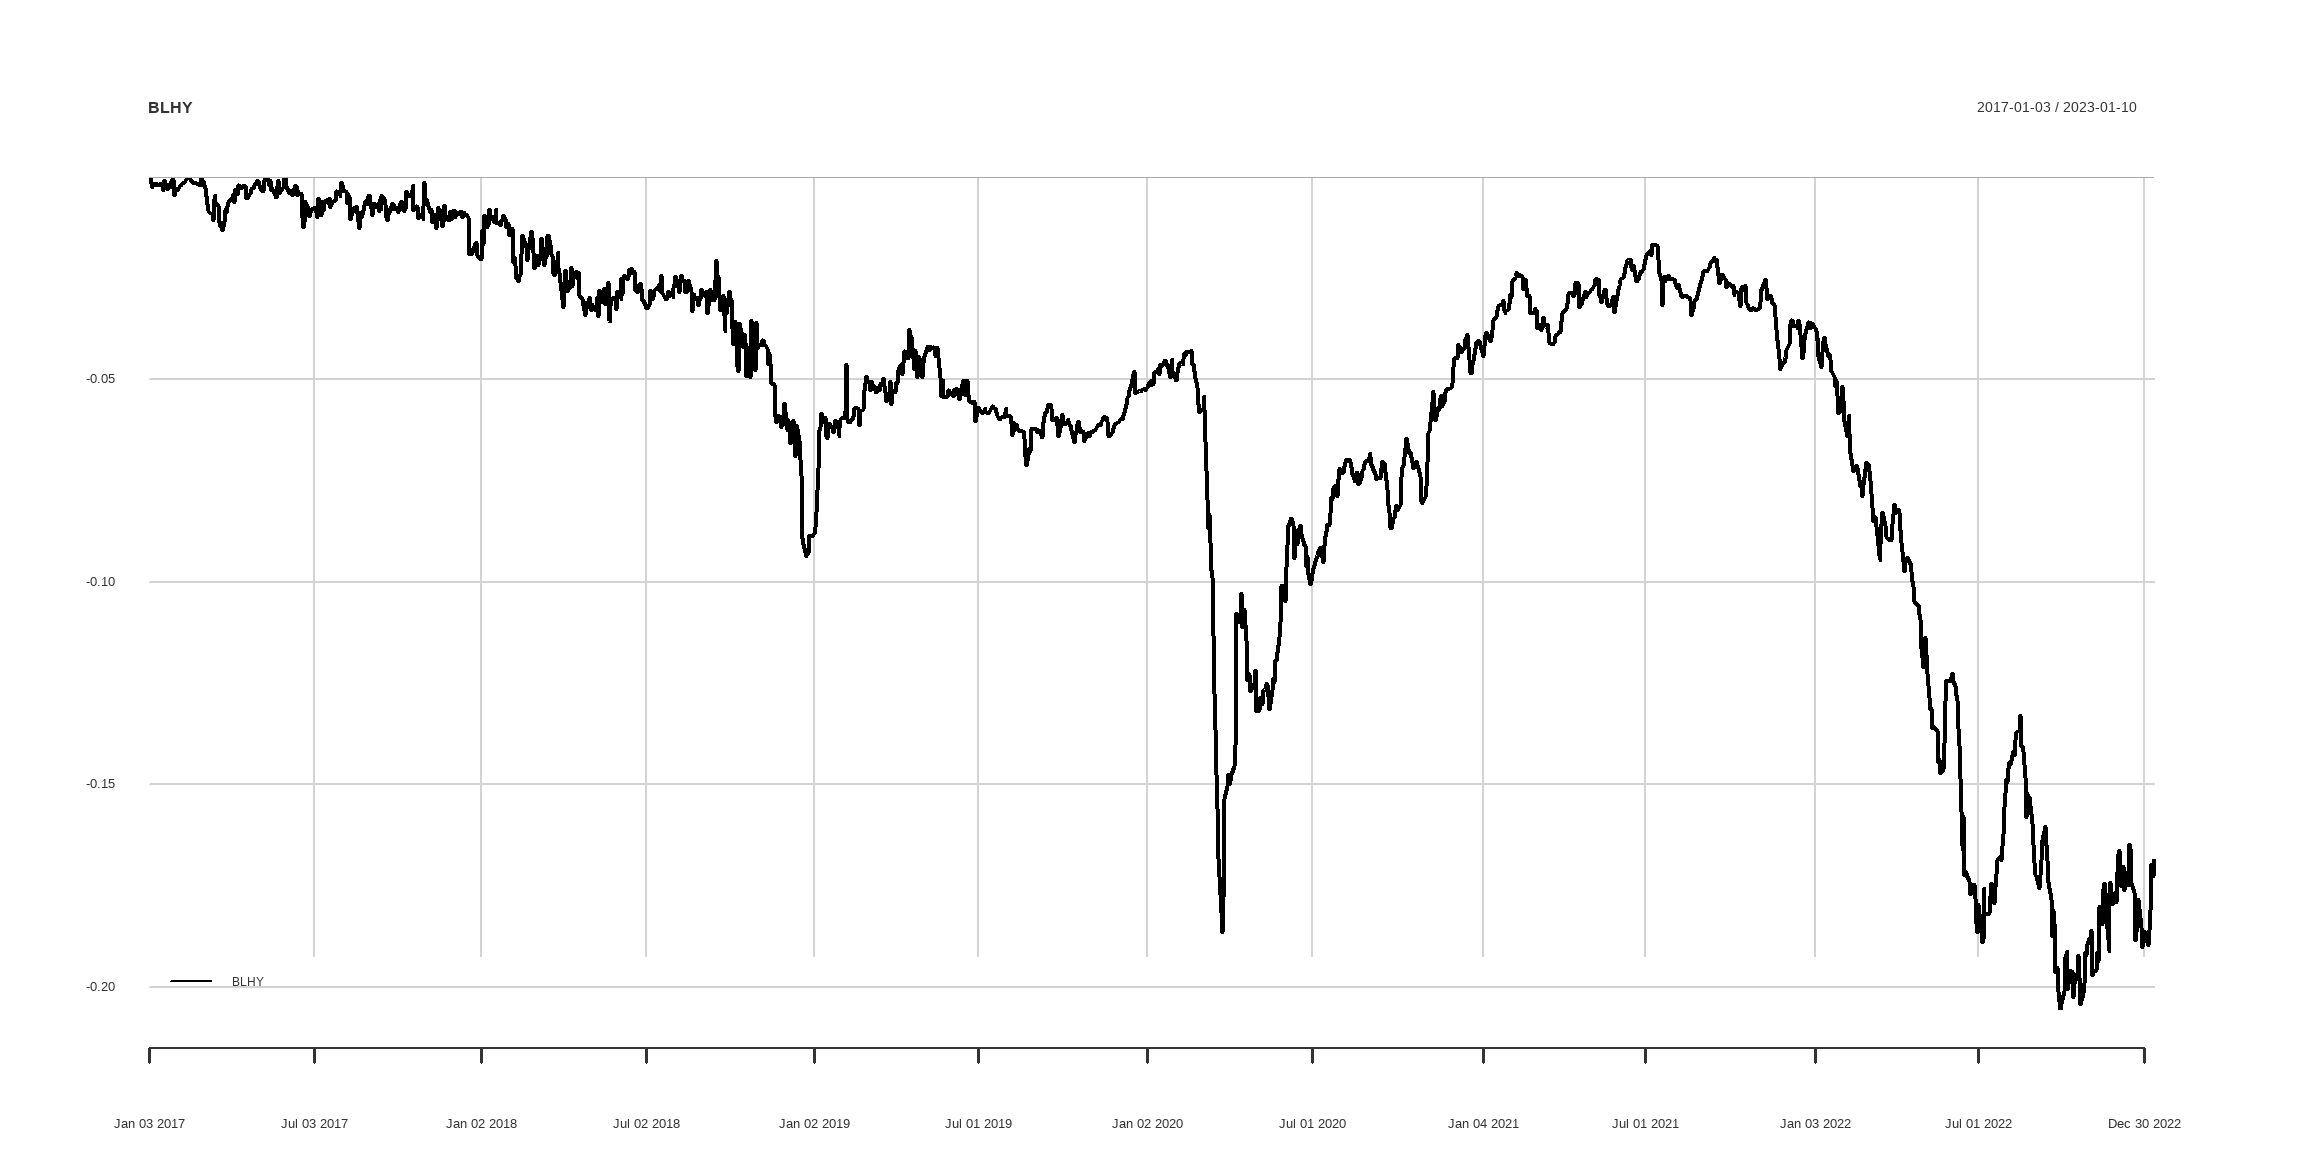 BLHY
2017-01-03 / 2023-01-10
-0.05
-0.10
-0.15
-0.20
BLHY
Jan 03 2017
Jul 03 2017
Jan 02 2018
Jul 02 2018
Jan 02 2019
Jul 01 2019
Jan 02 2020
Jul 01 2020
Jan 04 2021
Jul 01 2021
Jan 03 2022
Jul 01 2022
Dec 30 2022